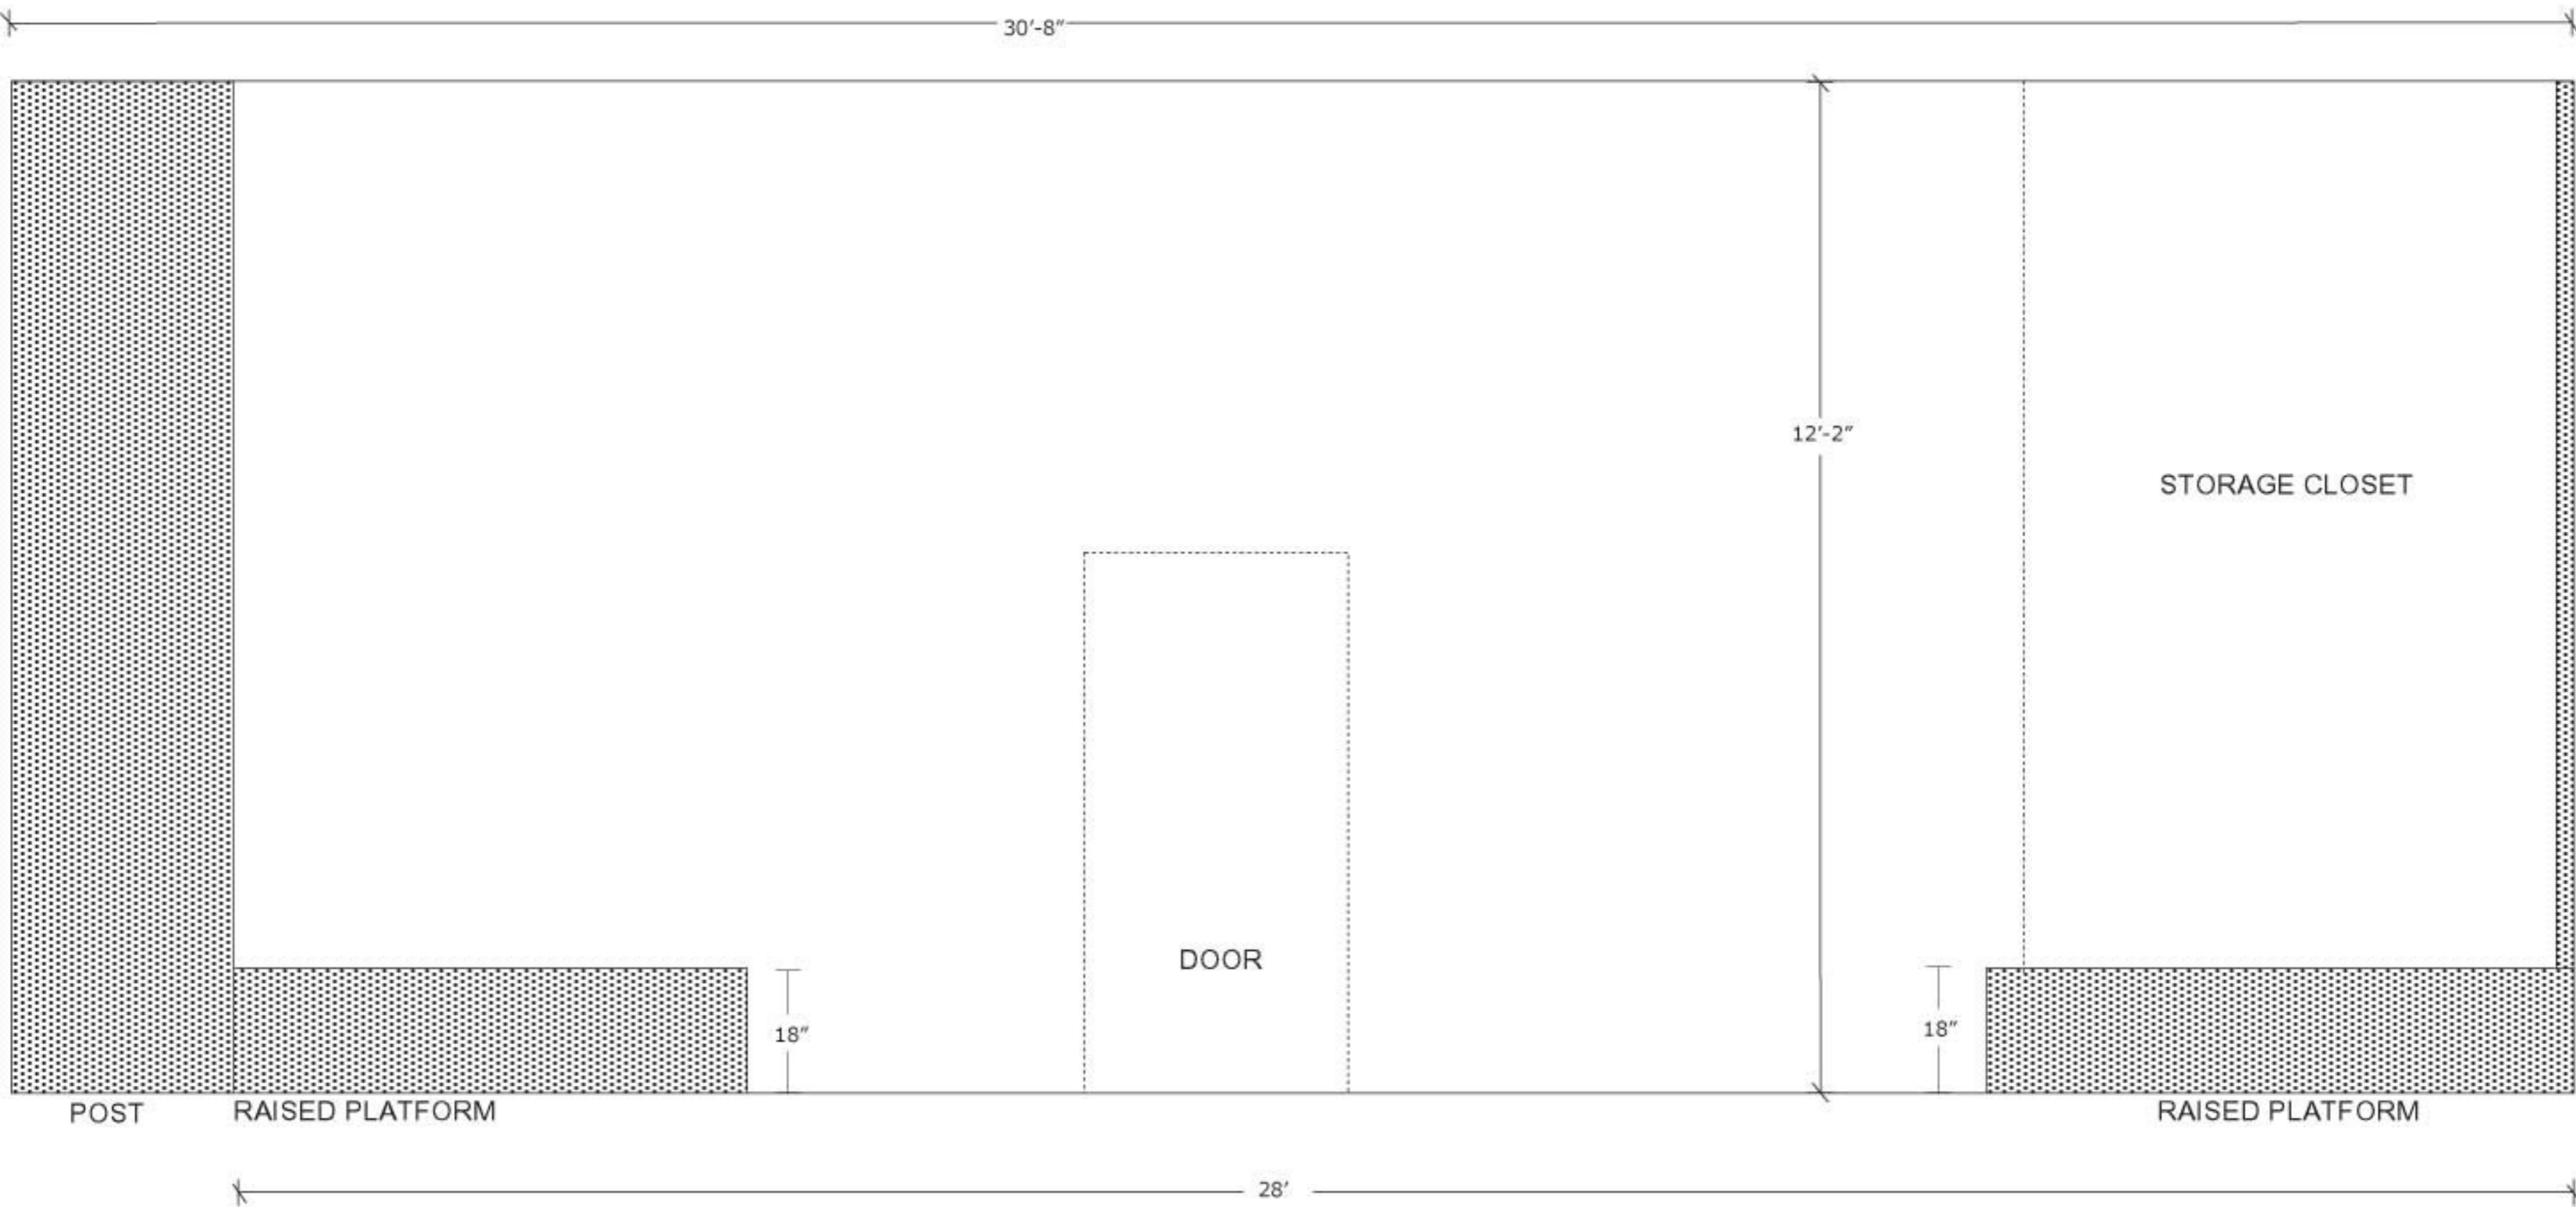 30′-8″
12′-2″
STORAGE CLOSET
DOOR
18″
18″
POST
RAISED PLATFORM
RAISED PLATFORM
28′